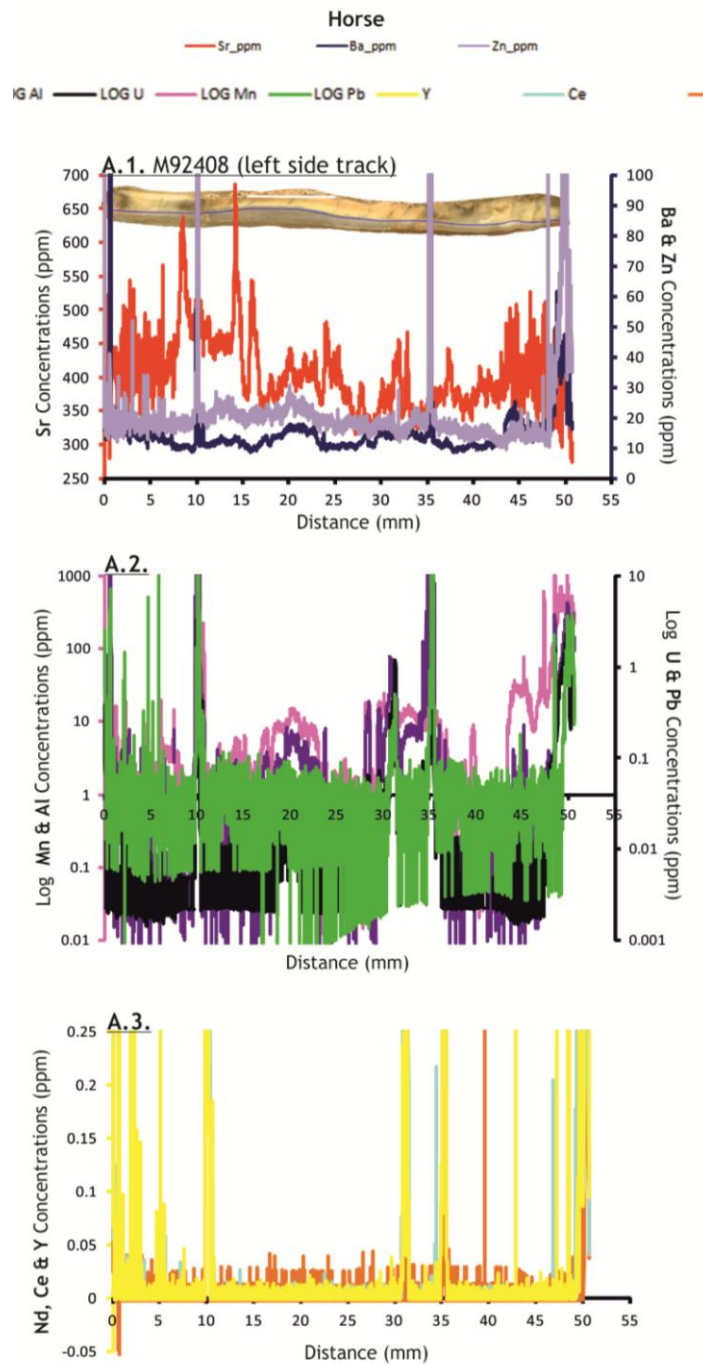 Horse
Sr_ppm Ba_ppm Zn_ppm
G Al LOG U LOG Mn LOG Pb Y Ce
A.1. M92408 (left side track)
700 650 600 550 500 450 400 350 300 250
Sr Concentrations (ppm)
100 90 80 70 60 50 40 30 20 10 0
Ba & Zn Concentrations (ppm)
0 5 10 15 20 25 30 35 40 45 50 55
Distance (mm)
A.2.
1000 100 10 1 0.1 0.01
Log Mn & Al Concentrations (ppm)
10 1 0.1 0.01 0.001
Log U & Pb Concentrations (ppm)
0 5 10 15 20 25 30 35 40 45 50 55
Distance (mm)
A.3.
0.25 0.2 0.15 0.1 0.05 0 -0.05
Nd, Ce & Y Concentrations (ppm)
0 5 10 15 20 25 30 35 40 45 50 55
Distance (mm)